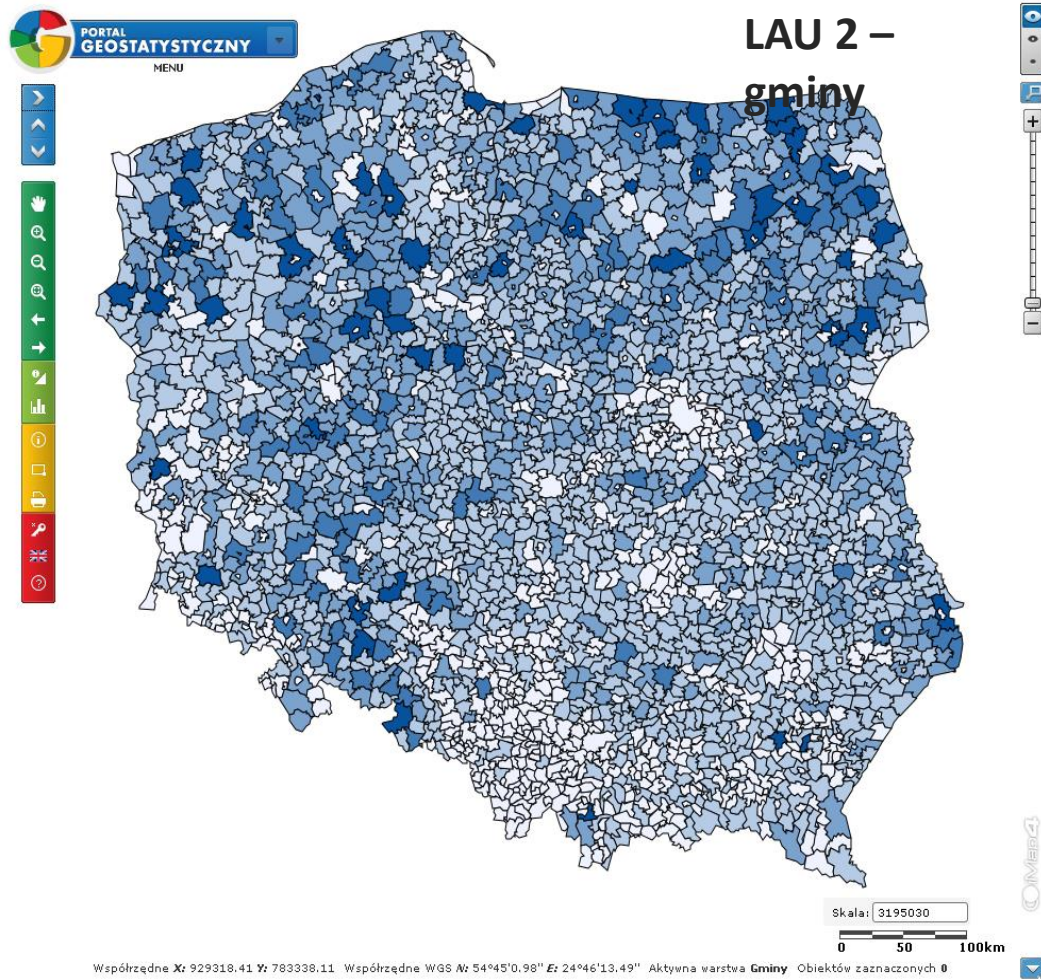 PORTAL
GEOSTATYSTYCZNY
MENU
LAU 2 –
gminy
Skala: 3195030
0 50 100km
Współrzędne X: 929318.41 Y: 783338.11 Współrzędne WGS N: 54°45'0.98" E: 24°46'13.49" Aktywna warstwa Gminy Obiektów zaznaczonych 0
iMap4